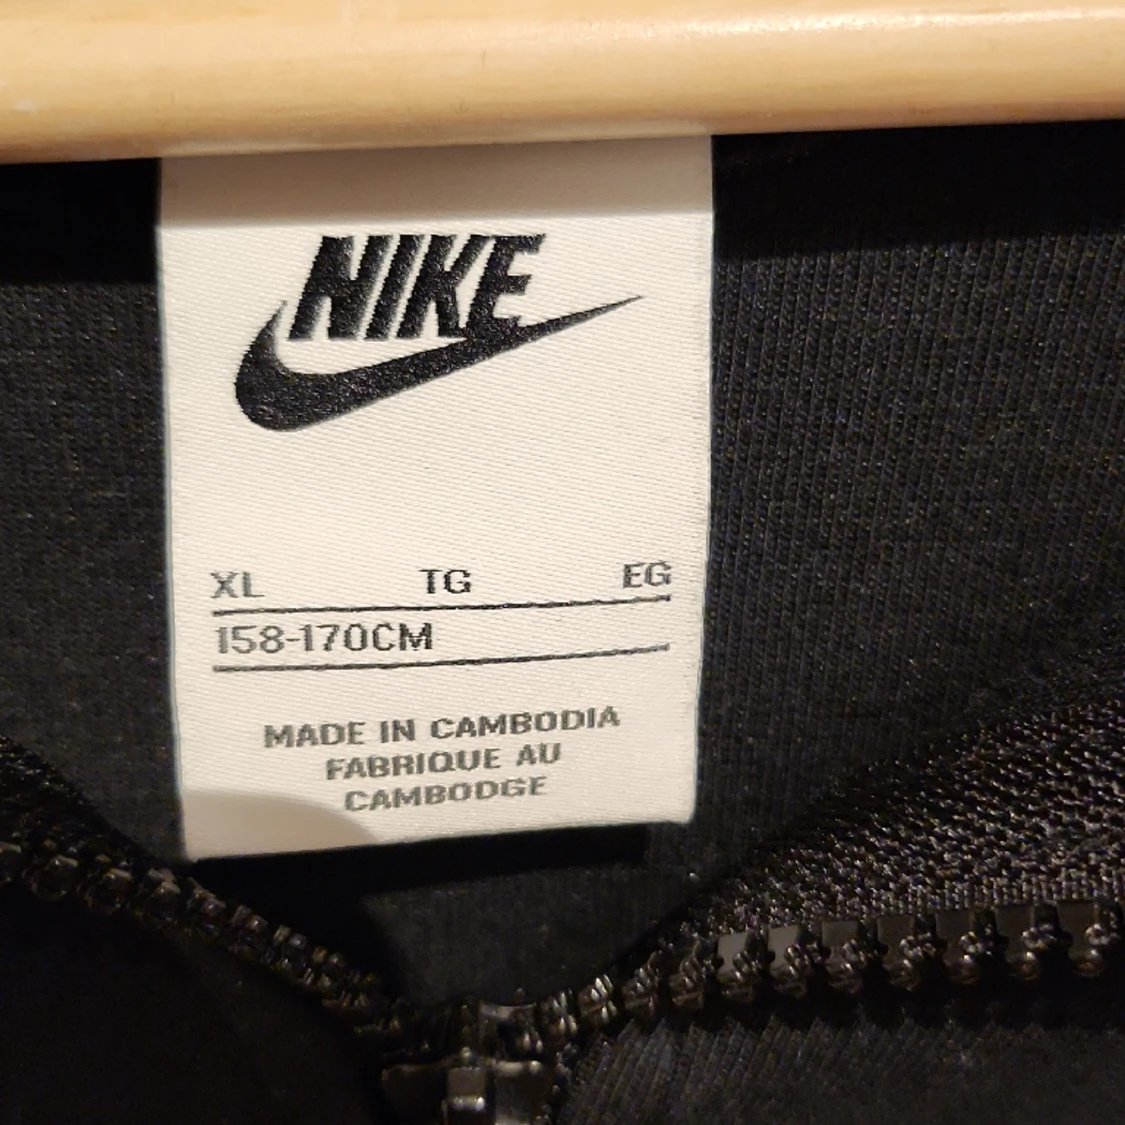 NIKE
XL TG EG
158-170CM
MADE IN CAMBODIA
FABRIQUE AU
CAMBODGE